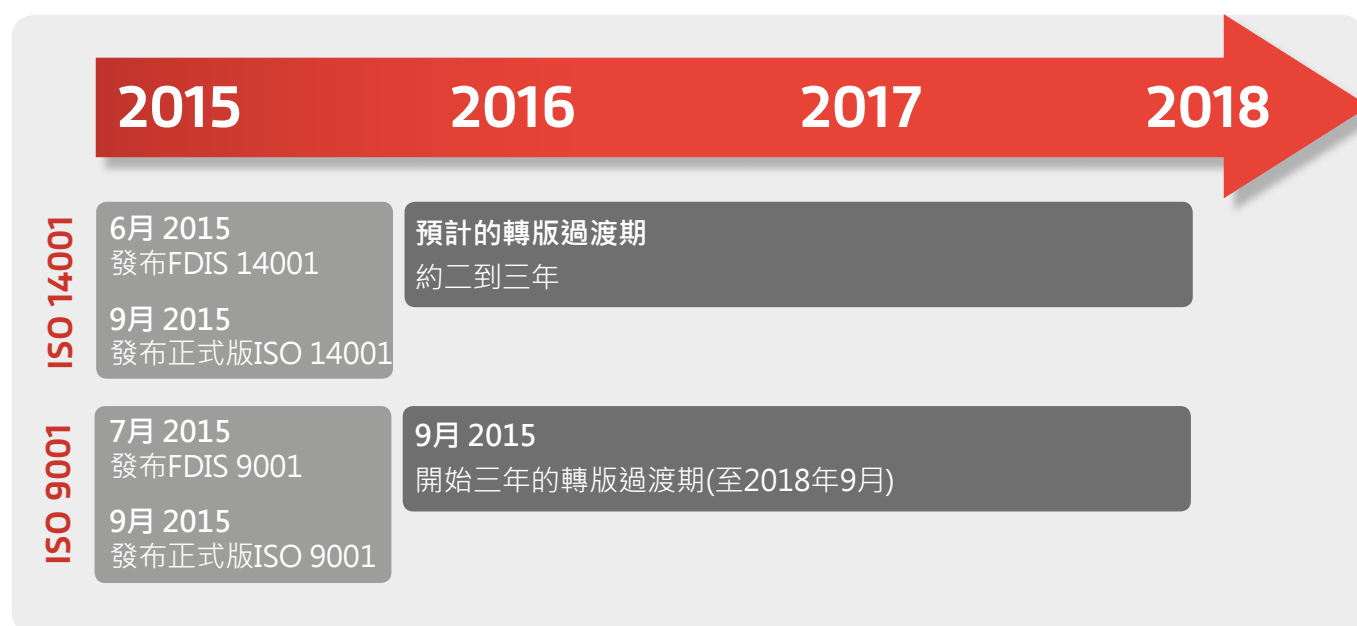 2015 2016 2017 2018
ISO 14001
6月 2015
發布FDIS 14001
9月 2015
發布正式版ISO 14001
預計的轉版過渡期
約二到三年
ISO 9001
7月 2015
發布FDIS 9001
9月 2015
發布正式版ISO 9001
9月 2015
開始三年的轉版過渡期(至2018年9月)